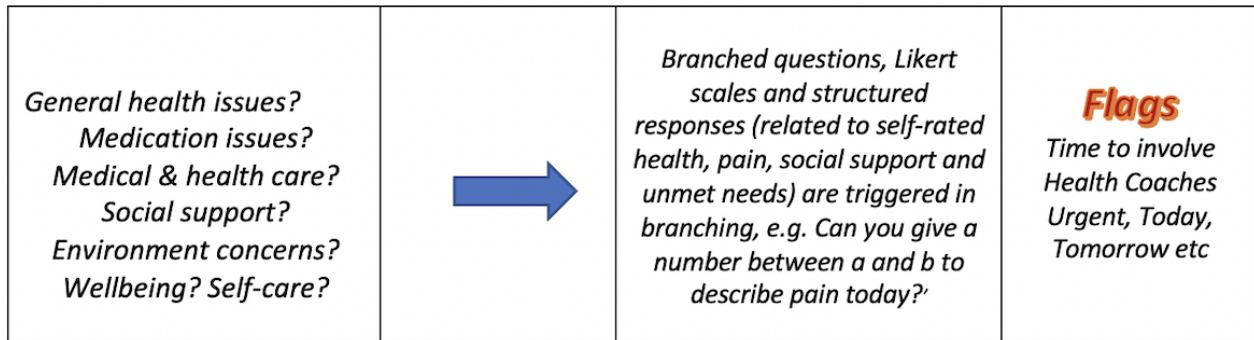 General health issues?
Medication issues?
Medical & health care?
Social support?
Environment concerns?
Wellbeing? Self-care?
Branched questions, Likert
scales and structured
responses (related to self-rated
health, pain, social support and
unmet needs) are triggered in
branching, e.g. Can you give a
number between a and b to
describe pain today?’
Flags
Time to involve
Health Coaches
Urgent, Today,
Tomorrow etc